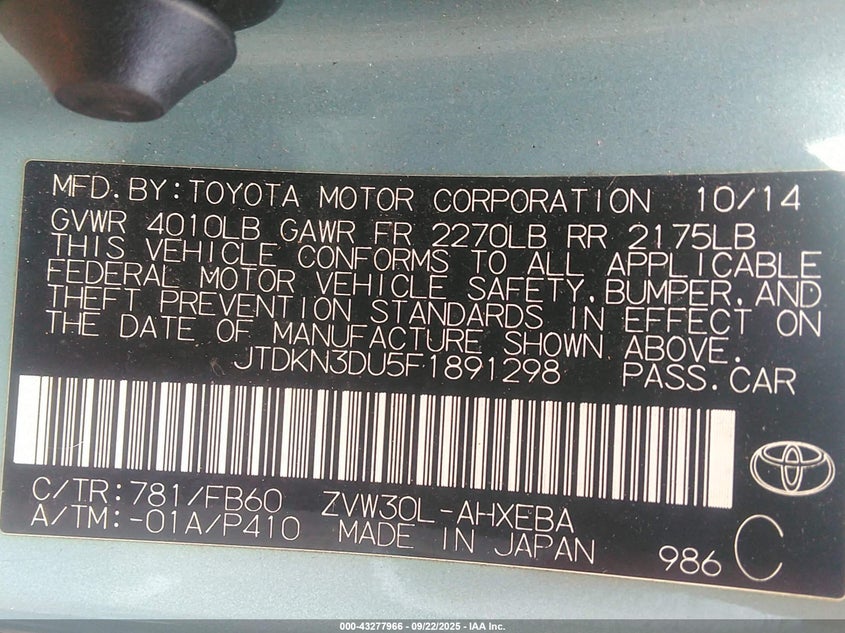 MFD.BY:TOYOTA MOTOR CORPORATION 10/14
GVWR 4010LB GAWR FR 2270LB RR 2175LB
THIS VEHICLE CONFORMS TO ALL APPLICABLE
FEDERAL MOTOR VEHICLE SAFETY,BUMPER,AND
THEFT PREVENTION STANDARDS IN EFFECT ON
THE DATE OF MANUFACTURE SHOWN ABOVE.
JTDKN3DU5F1891298 PASS.CAR
C/TR:781/FB60 ZVW30L-AHXEBA
A/TM:-01A/P410 MADE IN JAPAN 986 C
000-43277966 - 09/22/2025 - IAA Inc.